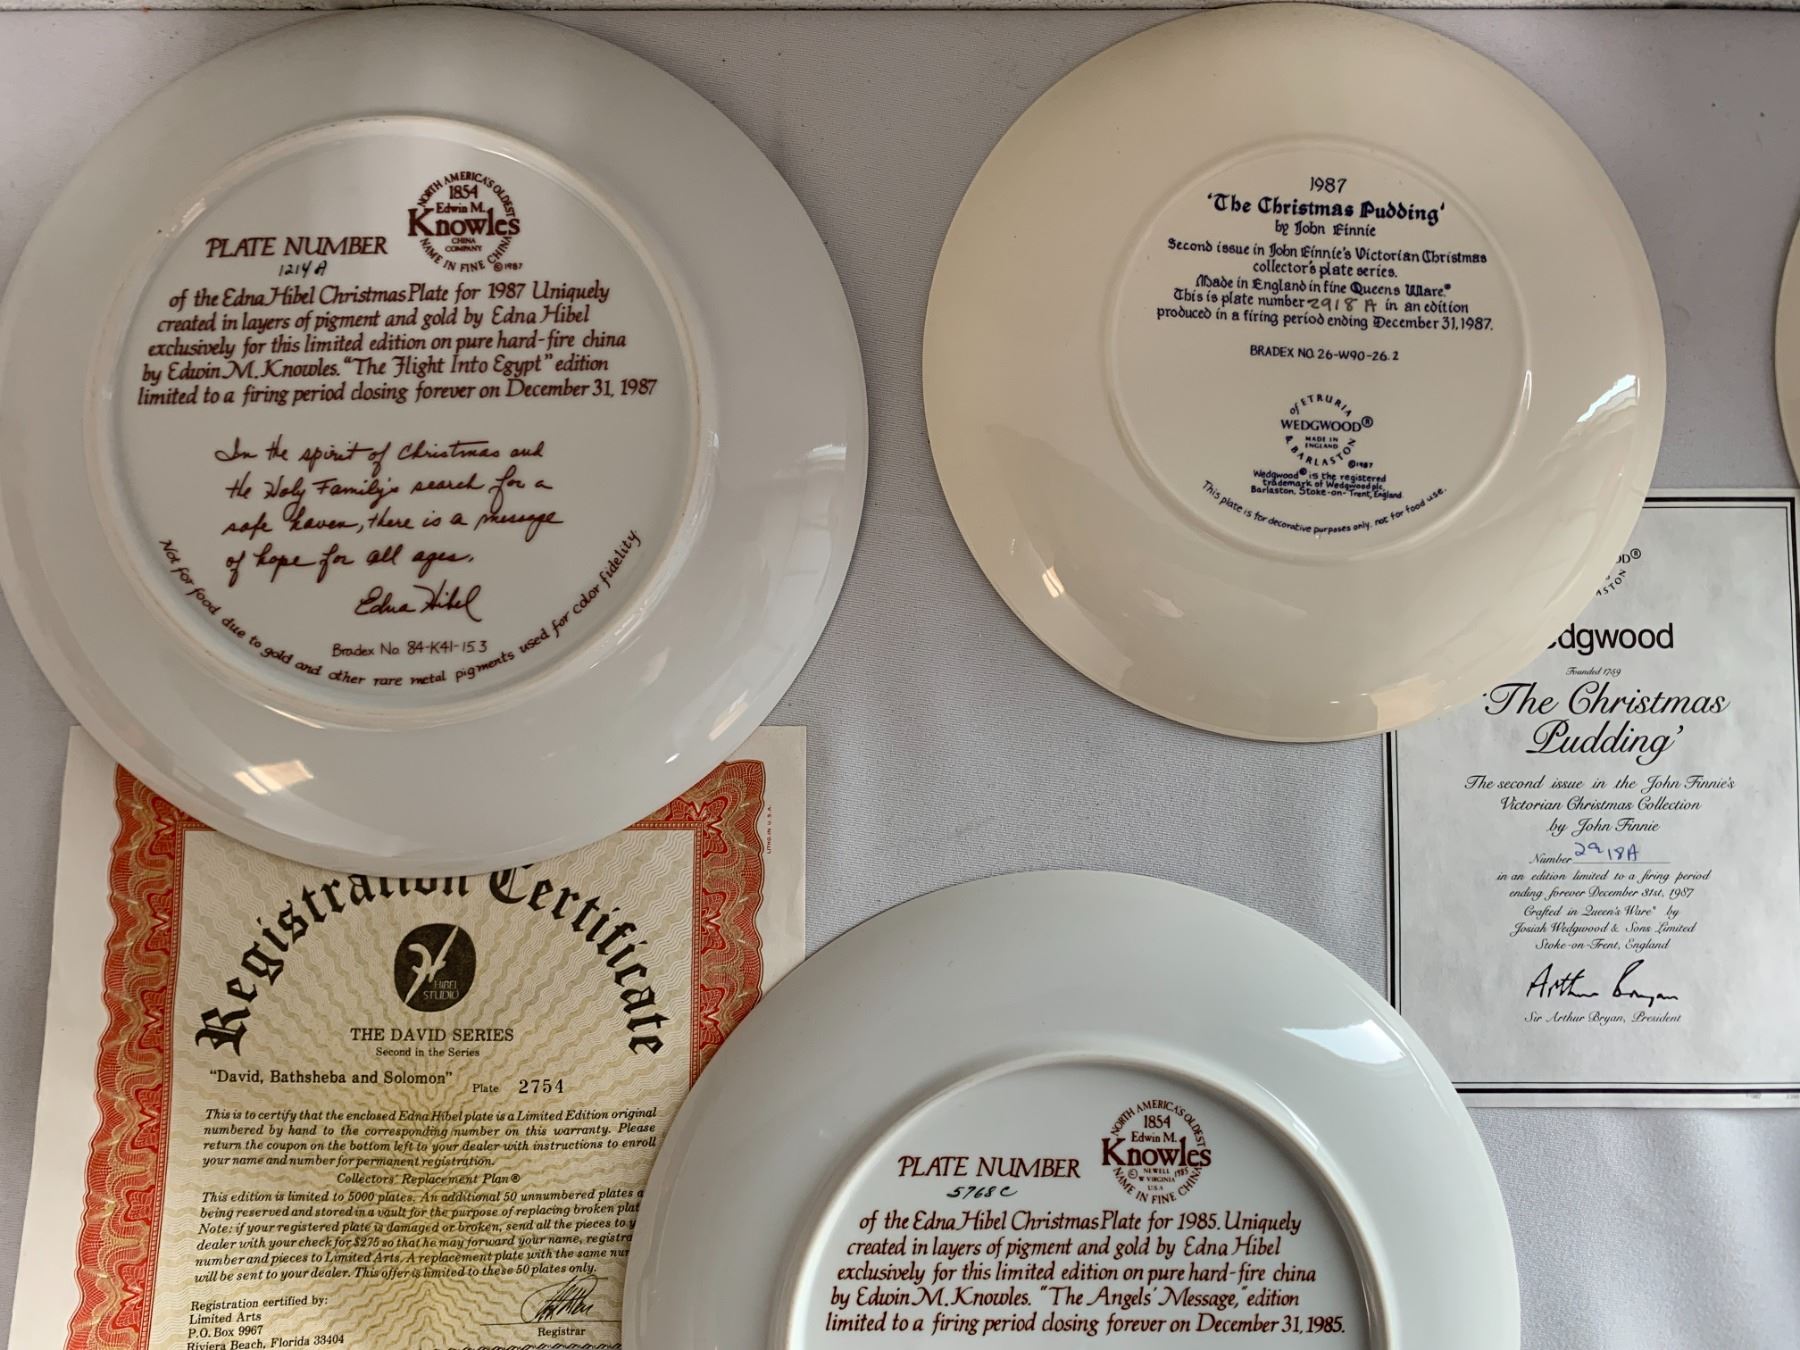 NORTH AMERICA'S OLDEST
1854
Edwin M.
Knowles
CHINA
COMPANY
NAME IN FINE CHINA
©1987
PLATE NUMBER
1214A
of the Edna Hibel Christmas Plate for 1987 Uniquely
created in layers of pigment and gold by Edna Hibel
exclusively for this limited edition on pure hard-fire china
by Edwin M. Knowles. "The Flight Into Egypt" edition
limited to a firing period closing forever on December 31, 1987
In the spirit of Christmas and
the Holy Family's search for a
safe haven, there is a message
of hope for all ages.
Edna Hibel
Bradex No 84-K41-15.3
Not for food due to gold and other rare metal pigments used for color fidelity
1987
'The Christmas Pudding'
by John Finnie
Second issue in John Finnie's Victorian Christmas
collector's plate series.
Made in England in fine Queens Ware®
This is plate number 2918 A in an edition
produced in a firing period ending December 31, 1987.
BRADEX NO. 26-W90-26.2
of ETRURIA
WEDGWOOD®
MADE IN
ENGLAND
& BARLASTON
©1987
Wedgwood® is the registered
trademark of Wedgwood plc,
Barlaston, Stoke-on-Trent, England.
This plate is for decorative purposes only, not for food use.
OD®
ASTON
edgwood
Founded 1759
'The Christmas
Pudding'
The second issue in the John Finnie's
Victorian Christmas Collection
by John Finnie
Number 2918A
in an edition limited to a firing period
ending forever December 31st, 1987
Crafted in Queen's Ware® by
Josiah Wedgwood & Sons Limited
Stoke-on-Trent, England
Arthur Bryan
Sir Arthur Bryan, President
LITHO IN U.S.A.
Registration Certificate
HIBEL
STUDIO
THE DAVID SERIES
Second in the Series
"David, Bathsheba and Solomon" Plate 2754
This is to certify that the enclosed Edna Hibel plate is a Limited Edition original
numbered by hand to the corresponding number on this warranty. Please
return the coupon on the bottom left to your dealer with instructions to enroll
your name and number for permanent registration.
Collectors' Replacement Plan®
This edition is limited to 5000 plates. An additional 50 unnumbered plates a
being reserved and stored in a vault for the purpose of replacing broken plat
Note: if your registered plate is damaged or broken, send all the pieces to y
dealer with your check for $275 so that he may forward your name, registra
number and pieces to Limited Arts. A replacement plate with the same nu
will be sent to your dealer. This offer is limited to these 50 plates only.
Registration certified by:
Limited Arts
P.O. Box 9967
Riviera Beach, Florida 33404
Registrar
NORTH AMERICA'S OLDEST
1854
Edwin M.
Knowles
© NEWELL 1985
W VIRGINIA
U.S.A
NAME IN FINE CHINA
PLATE NUMBER
5768C
of the Edna Hibel Christmas Plate for 1985. Uniquely
created in layers of pigment and gold by Edna Hibel
exclusively for this limited edition on pure hard-fire china
by Edwin M. Knowles. "The Angels' Message," edition
limited to a firing period closing forever on December 31, 1985.